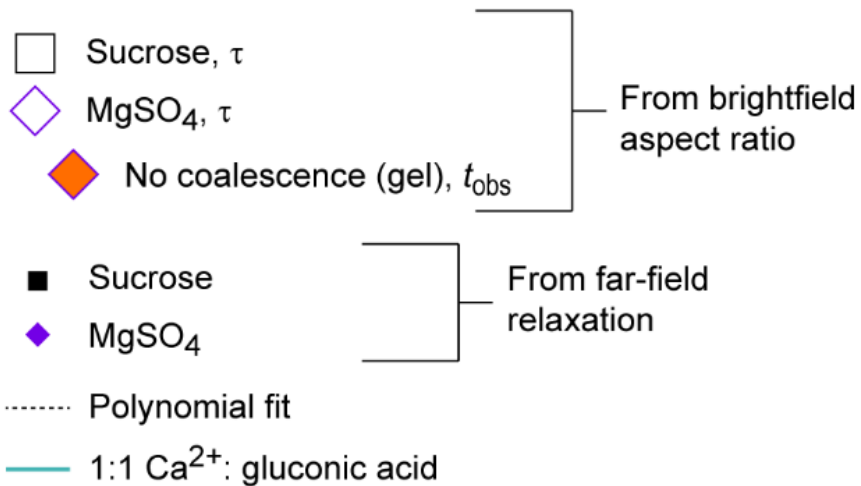 Sucrose, τ
MgSO₄, τ
No coalescence (gel), t_obs
From brightfield
aspect ratio
Sucrose
MgSO₄
From far-field
relaxation
Polynomial fit
1:1 Ca²⁺: gluconic acid